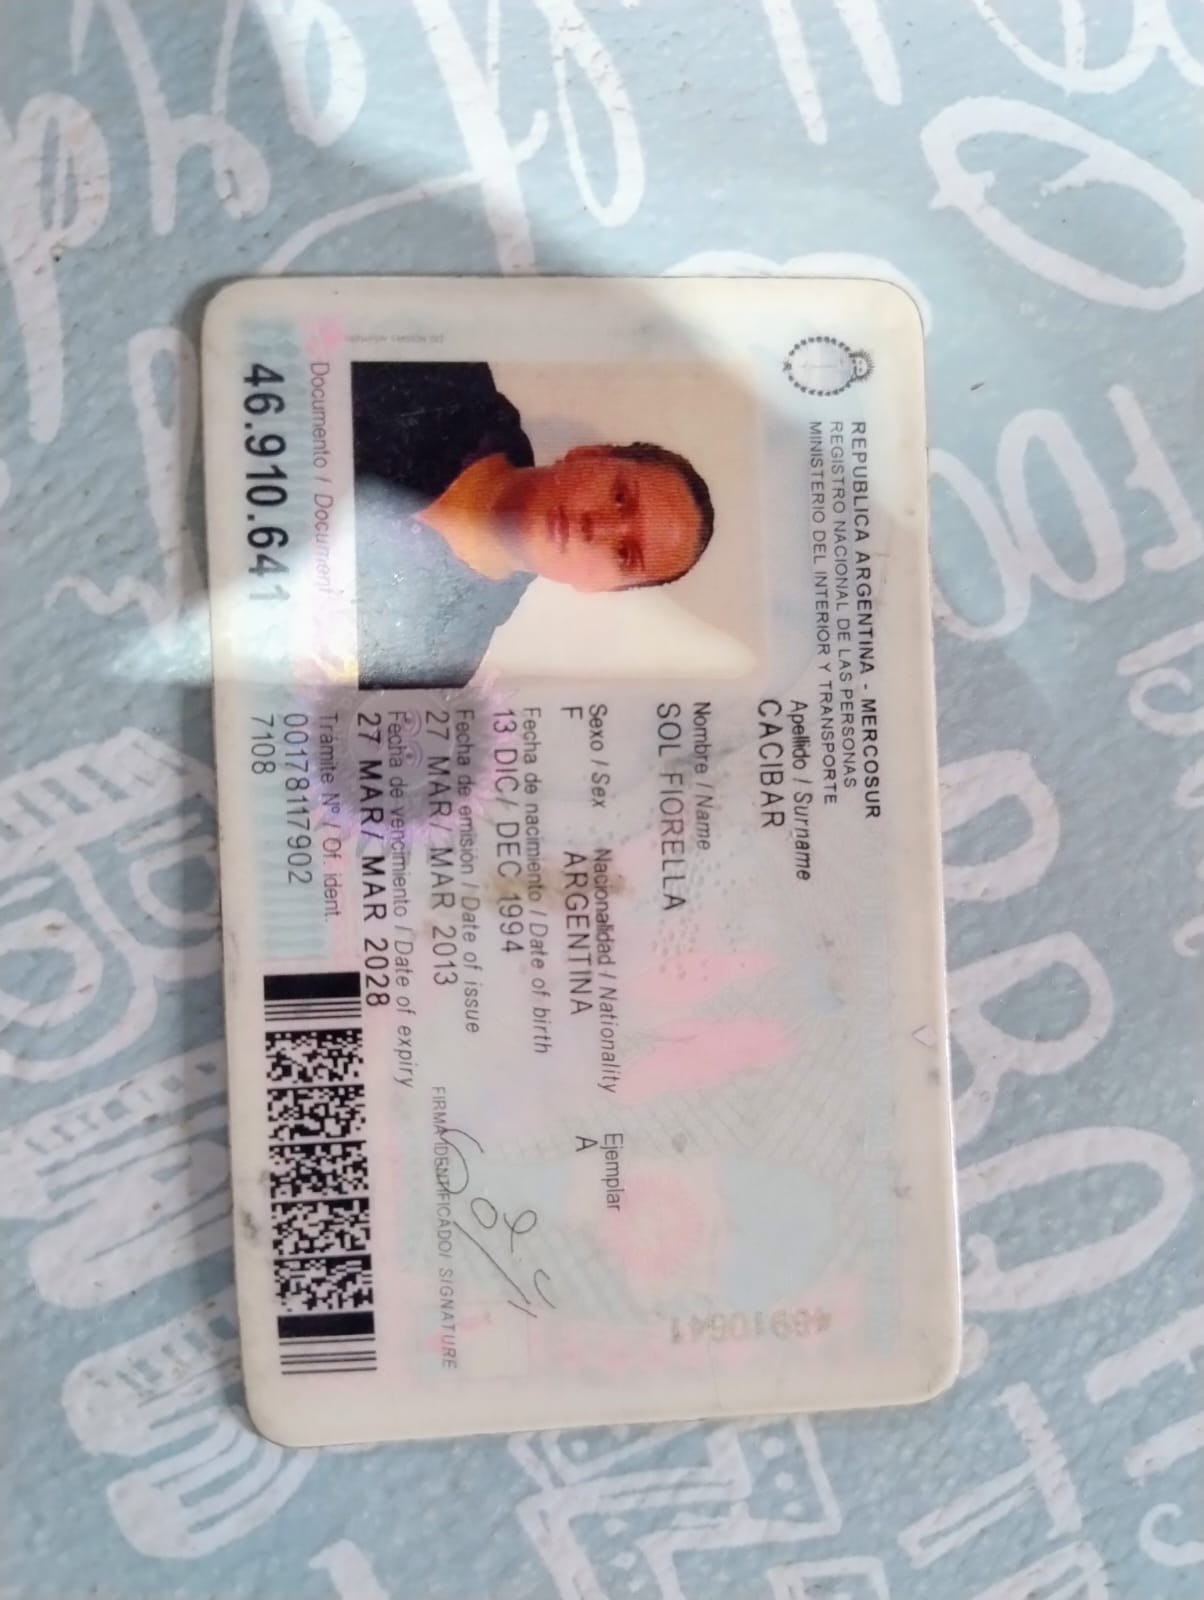 REPUBLICA ARGENTINA - MERCOSUR
REGISTRO NACIONAL DE LAS PERSONAS
MINISTERIO DEL INTERIOR Y TRANSPORTE
Apellido / Surname
CACIBAR
Nombre / Name
SOL FIORELLA
Sexo / Sex Nacionalidad / Nationality Ejemplar
F ARGENTINA A
Fecha de nacimiento / Date of birth
13 DIC/ DEC 1994
Fecha de emisión / Date of issue
27 MAR/ MAR 2013
Fecha de vencimiento / Date of expiry
27 MAR/ MAR 2028
FIRMA IDENTIFICADO/ SIGNATURE
Documento / Document
46.910.641
Trámite Nº / Of. ident.
00178117902
7108
46910641